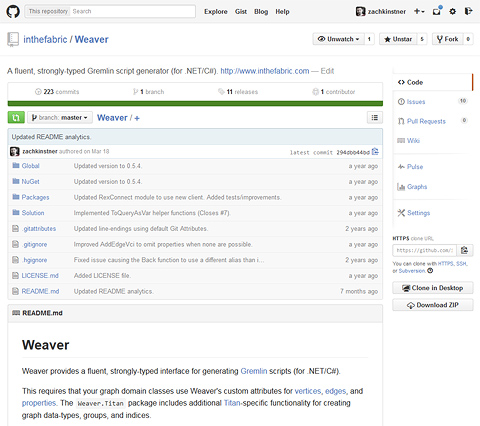 This repository Search Explore Gist Blog Help zachkinstner
inthefabric / Weaver Unwatch 1 Unstar 5 Fork 0
A fluent, strongly-typed Gremlin script generator (for .NET/C#). http://www.inthefabric.com — Edit
223 commits 1 branch 11 releases 1 contributor
branch: master Weaver / +
Updated README analytics.
zachkinstner authored on Mar 18 latest commit 294dbb44bd
Global Updated version to 0.5.4. a year ago
NuGet Updated version to 0.5.4. a year ago
Packages Updated RexConnect module to use new client. Added tests/improvements. a year ago
Solution Implemented ToQueryAsVar helper functions (Closes #7) a year ago
.gitattributes Updated line-endings using default Git Attributes. 2 years ago
.gitignore Improved AddEdgeVci to omit properties when none are possible. a year ago
.hgignore Fixed issue causing the Back function to use a different alias than i… 2 years ago
LICENSE.md Added LICENSE file. a year ago
README.md Updated README analytics. 7 months ago
README.md
Weaver
Weaver provides a fluent, strongly-typed interface for generating Gremlin scripts (for .NET/C#).
This requires that your graph domain classes use Weaver's custom attributes for vertices, edges, and
properties. The Weaver.Titan package includes additional Titan-specific functionality for creating
graph data-types, groups, and indices.
Code
Issues 10
Pull Requests 0
Wiki
Pulse
Graphs
Settings
HTTPS clone URL
https://github.com/
You can clone with HTTPS, SSH,
or Subversion.
Clone in Desktop
Download ZIP